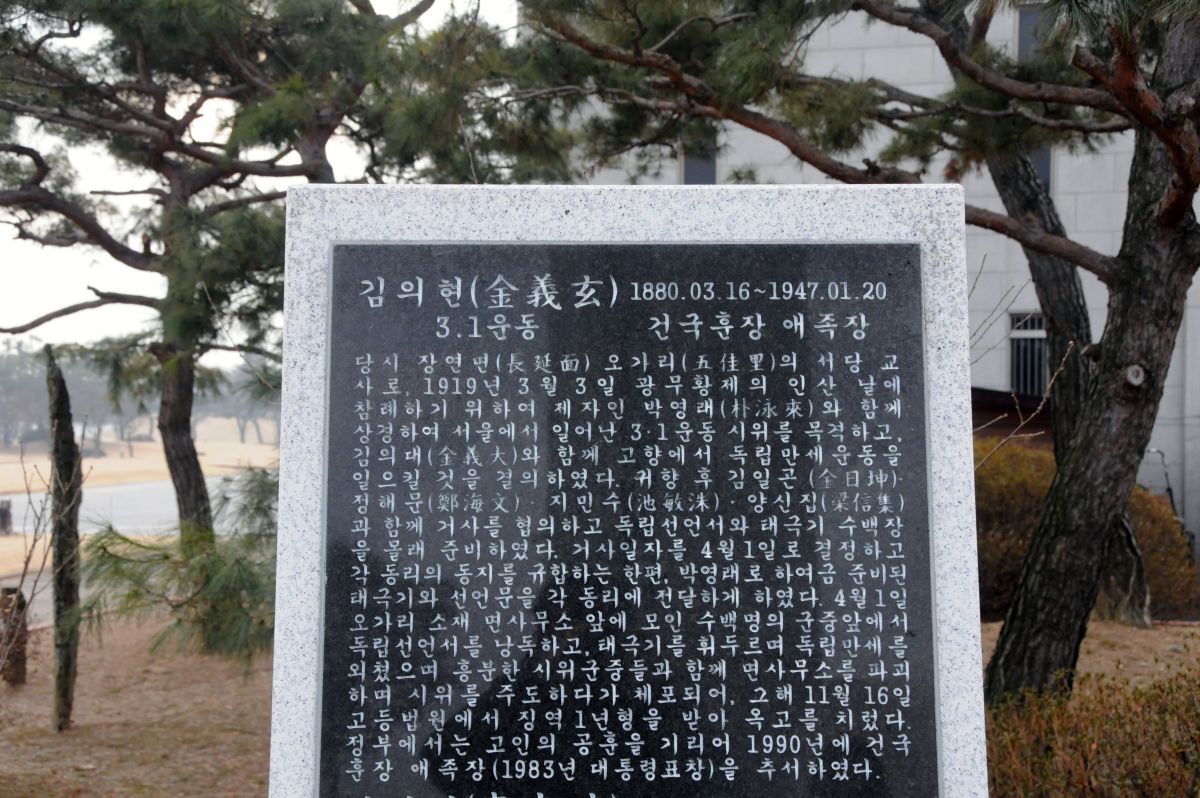 김의현(金義玄) 1880.03.16~1947.01.20
3.1운동 건국훈장 애족장
당시 장연면(長延面) 오가리(五佳里)의 서당 교
사로, 1919년 3월 3일 광무황제의 인산 날에
참례하기 위하여 제자인 박영래(朴泳來)와 함께
상경하여 서울에서 일어난 3·1운동 시위를 목격하고,
김의대(金義大)와 함께 고향에서 독립만세 운동을
일으킬 것을 결의하였다. 귀향 후 김일곤(金日坤)·
정해문(鄭海文)·지민수(池敏洙)·양신집(梁信集)
과 함께 거사를 협의하고 독립선언서와 태극기 수백장
을 몰래 준비하였다. 거사일자를 4월1일로 결정하고
각 동리의 동지를 규합하는 한편, 박영래로 하여금 준비된
태극기와 선언문을 각 동리에 전달하게 하였다. 4월1일
오가리 소재 면사무소 앞에 모인 수백명의 군중앞에서
독립선언서를 낭독하고, 태극기를 휘두르며 독립만세를
외쳤으며 흥분한 시위군중들과 함께 면사무소를 파괴
하며 시위를 주도하다가 체포되어, 그해 11월 16일
고등법원에서 징역 1년형을 받아 옥고를 치렀다.
정부에서는 고인의 공훈을 기리어 1990년에 건국
훈장 애족장(1983년 대통령표창)을 추서하였다.